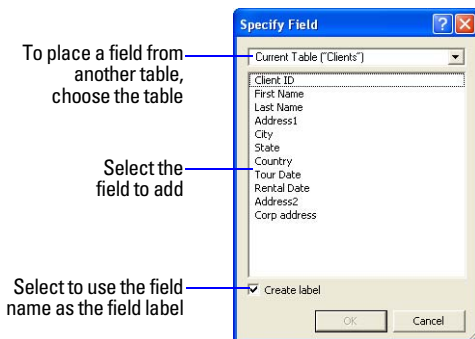 Specify Field
To place a field from
another table,
choose the table
Current Table ("Clients")
Client ID
First Name
Last Name
Address1
City
State
Country
Tour Date
Rental Date
Address2
Corp address
Select the
field to add
Select to use the field
name as the field label
Create label
OK
Cancel